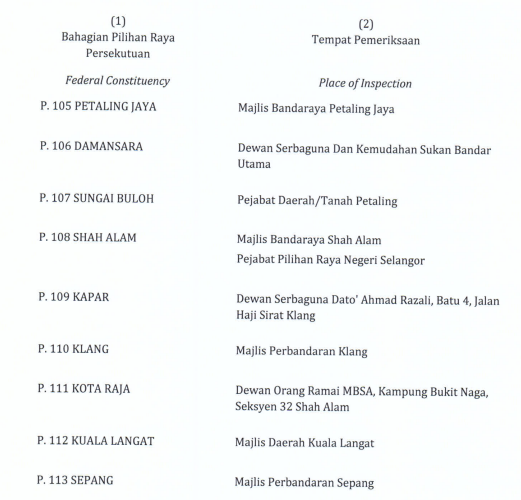 (1)
Bahagian Pilihan Raya
Persekutuan
(2)
Tempat Pemeriksaan
Federal Constituency
Place of Inspection
P. 105 PETALING JAYA
Majlis Bandaraya Petaling Jaya
P. 106 DAMANSARA
Dewan Serbaguna Dan Kemudahan Sukan Bandar
Utama
P. 107 SUNGAI BULOH
Pejabat Daerah/Tanah Petaling
P. 108 SHAH ALAM
Majlis Bandaraya Shah Alam
Pejabat Pilihan Raya Negeri Selangor
P. 109 KAPAR
Dewan Serbaguna Dato' Ahmad Razali, Batu 4, Jalan
Haji Sirat Klang
P. 110 KLANG
Majlis Perbandaran Klang
P. 111 KOTA RAJA
Dewan Orang Ramai MBSA, Kampung Bukit Naga,
Seksyen 32 Shah Alam
P. 112 KUALA LANGAT
Majlis Daerah Kuala Langat
P. 113 SEPANG
Majlis Perbandaran Sepang